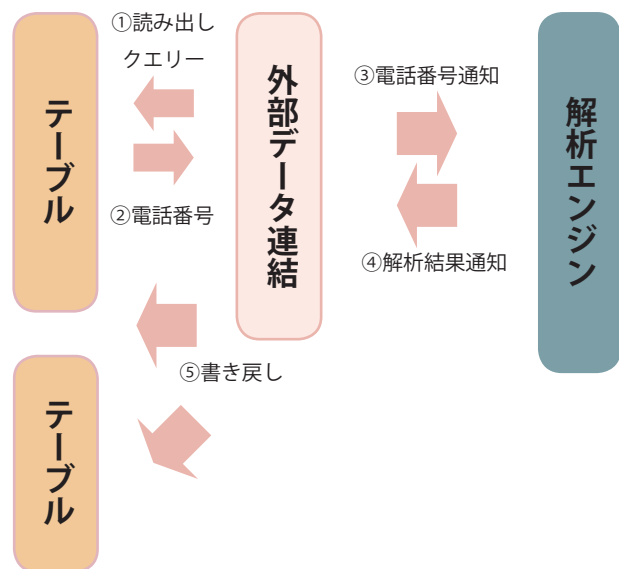 ①読み出し
クエリー
テーブル
②電話番号
外部データ連結
③電話番号通知
④解析結果通知
解析エンジン
⑤書き戻し
テーブル